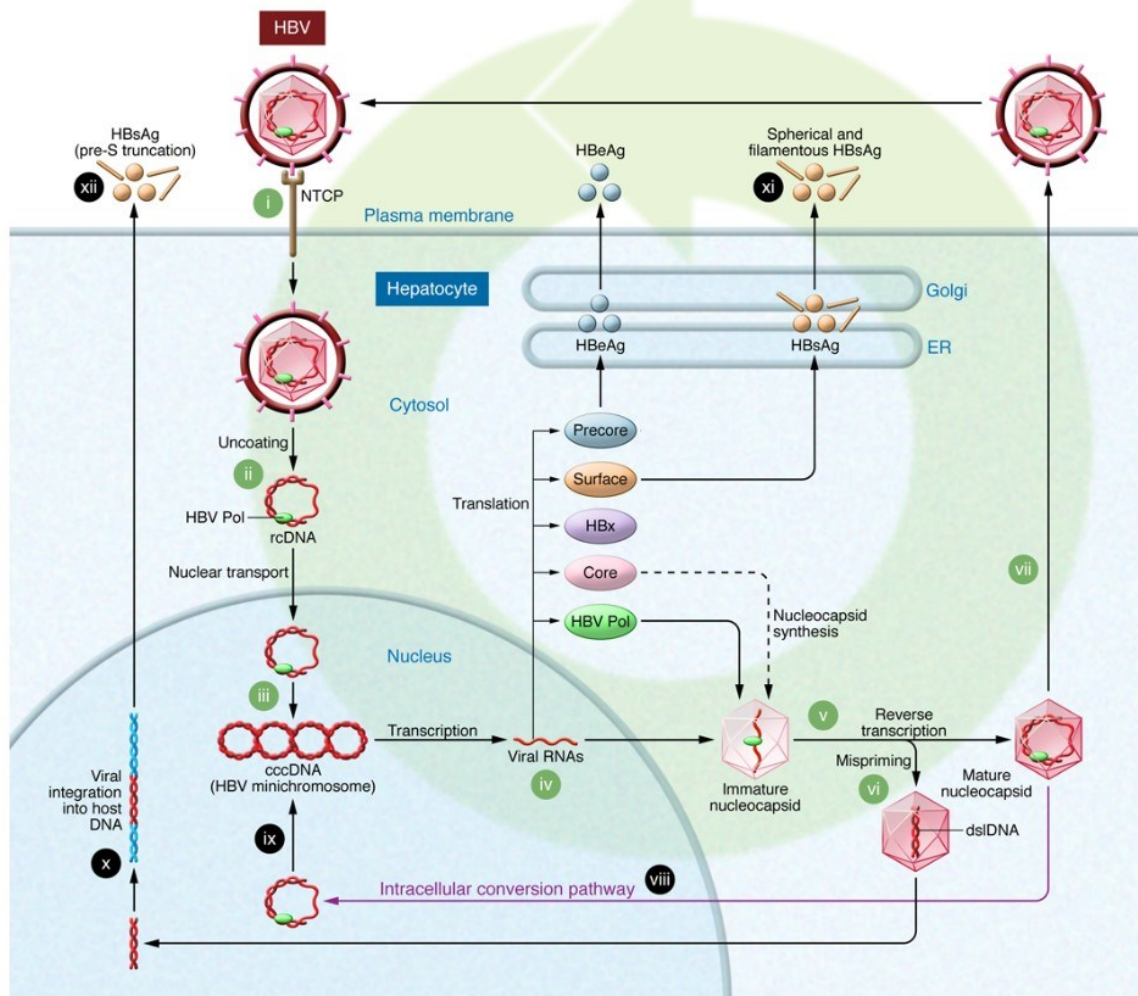 HBV
HBsAg
(pre-S truncation)
xii
i
NTCP
HBeAg
Spherical and
filamentous HBsAg
xi
Plasma membrane
Hepatocyte
Golgi
HBeAg
HBsAg
ER
Cytosol
Uncoating
ii
HBV Pol
rcDNA
Nuclear transport
Translation
Precore
Surface
HBx
Core
HBV Pol
Nucleocapsid
synthesis
vii
Nucleus
iii
cccDNA
(HBV minichromosome)
Transcription
Viral RNAs
iv
Immature
nucleocapsid
v
Reverse
transcription
Mispriming
vi
Mature
nucleocapsid
dslDNA
Viral
integration
into host
DNA
x
ix
Intracellular conversion pathway
viii